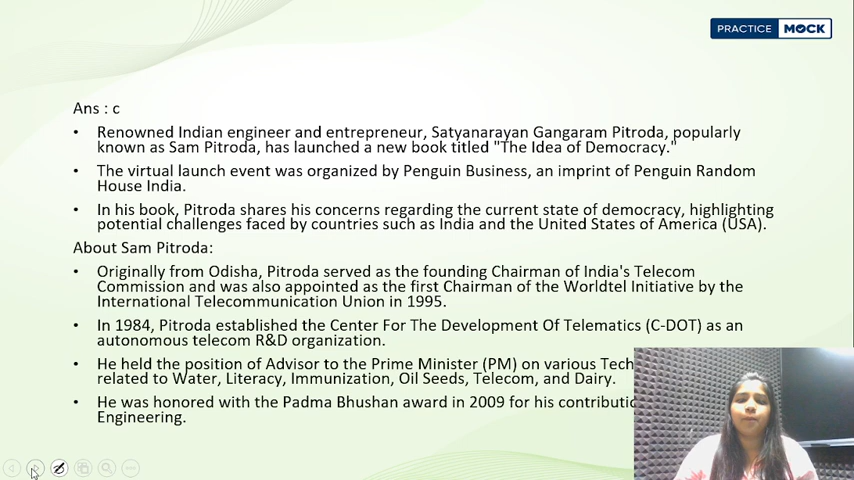 PRACTICE MOCK
Ans : c
• Renowned Indian engineer and entrepreneur, Satyanarayan Gangaram Pitroda, popularly
known as Sam Pitroda, has launched a new book titled "The Idea of Democracy."
• The virtual launch event was organized by Penguin Business, an imprint of Penguin Random
House India.
• In his book, Pitroda shares his concerns regarding the current state of democracy, highlighting
potential challenges faced by countries such as India and the United States of America (USA).
About Sam Pitroda:
• Originally from Odisha, Pitroda served as the founding Chairman of India's Telecom
Commission and was also appointed as the first Chairman of the Worldtel Initiative by the
International Telecommunication Union in 1995.
• In 1984, Pitroda established the Center For The Development Of Telematics (C-DOT) as an
autonomous telecom R&D organization.
• He held the position of Advisor to the Prime Minister (PM) on various Tech
related to Water, Literacy, Immunization, Oil Seeds, Telecom, and Dairy.
• He was honored with the Padma Bhushan award in 2009 for his
Engineering.